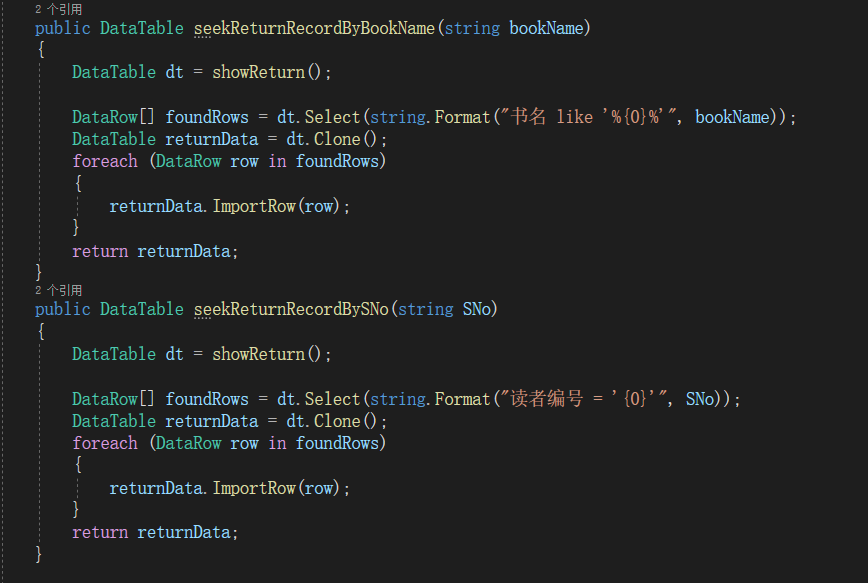 2 个引用
public DataTable seekReturnRecordByBookName(string bookName)
{
    DataTable dt = showReturn();

    DataRow[] foundRows = dt.Select(string.Format("书名 like '%{0}%'", bookName));
    DataTable returnData = dt.Clone();
    foreach (DataRow row in foundRows)
    {
        returnData.ImportRow(row);
    }
    return returnData;
}
2 个引用
public DataTable seekReturnRecordBySNo(string SNo)
{
    DataTable dt = showReturn();

    DataRow[] foundRows = dt.Select(string.Format("读者编号 = '{0}'", SNo));
    DataTable returnData = dt.Clone();
    foreach (DataRow row in foundRows)
    {
        returnData.ImportRow(row);
    }
    return returnData;
}